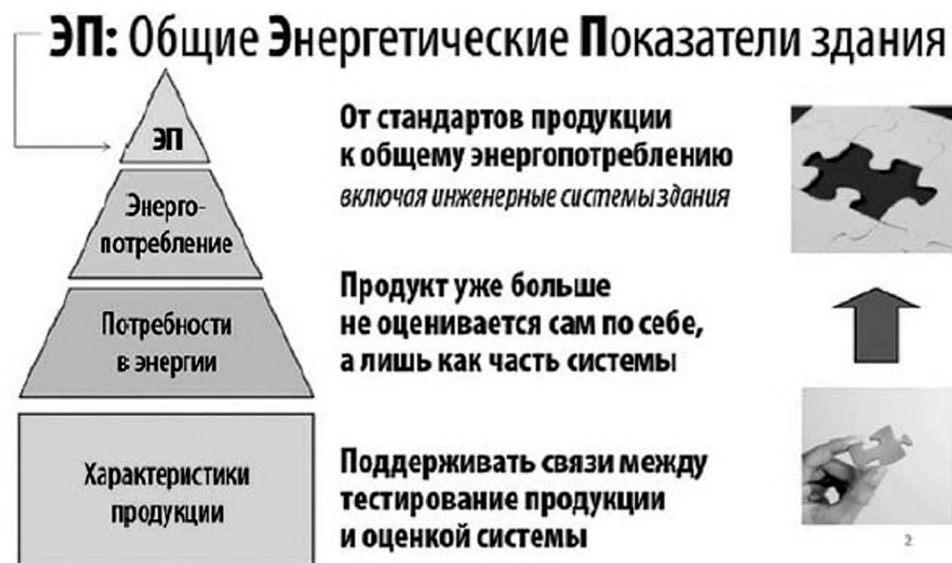 ЭП: Общие Энергетические Показатели здания
ЭП
Энерго-
потребление
Потребности
в энергии
Характеристики
продукции
От стандартов продукции
к общему энергопотреблению
включая инженерные системы здания
Продукт уже больше
не оценивается сам по себе,
а лишь как часть системы
Поддерживать связи между
тестирование продукции
и оценкой системы
2